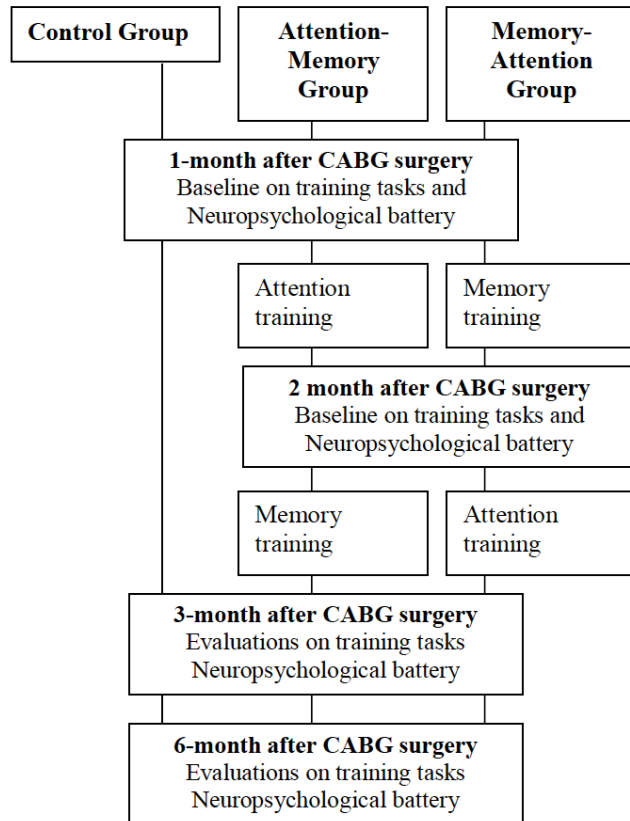 Control Group
Attention-
Memory
Group
Memory-
Attention
Group
1-month after CABG surgery
Baseline on training tasks and
Neuropsychological battery
Attention
training
Memory
training
2 month after CABG surgery
Baseline on training tasks and
Neuropsychological battery
Memory
training
Attention
training
3-month after CABG surgery
Evaluations on training tasks
Neuropsychological battery
6-month after CABG surgery
Evaluations on training tasks
Neuropsychological battery